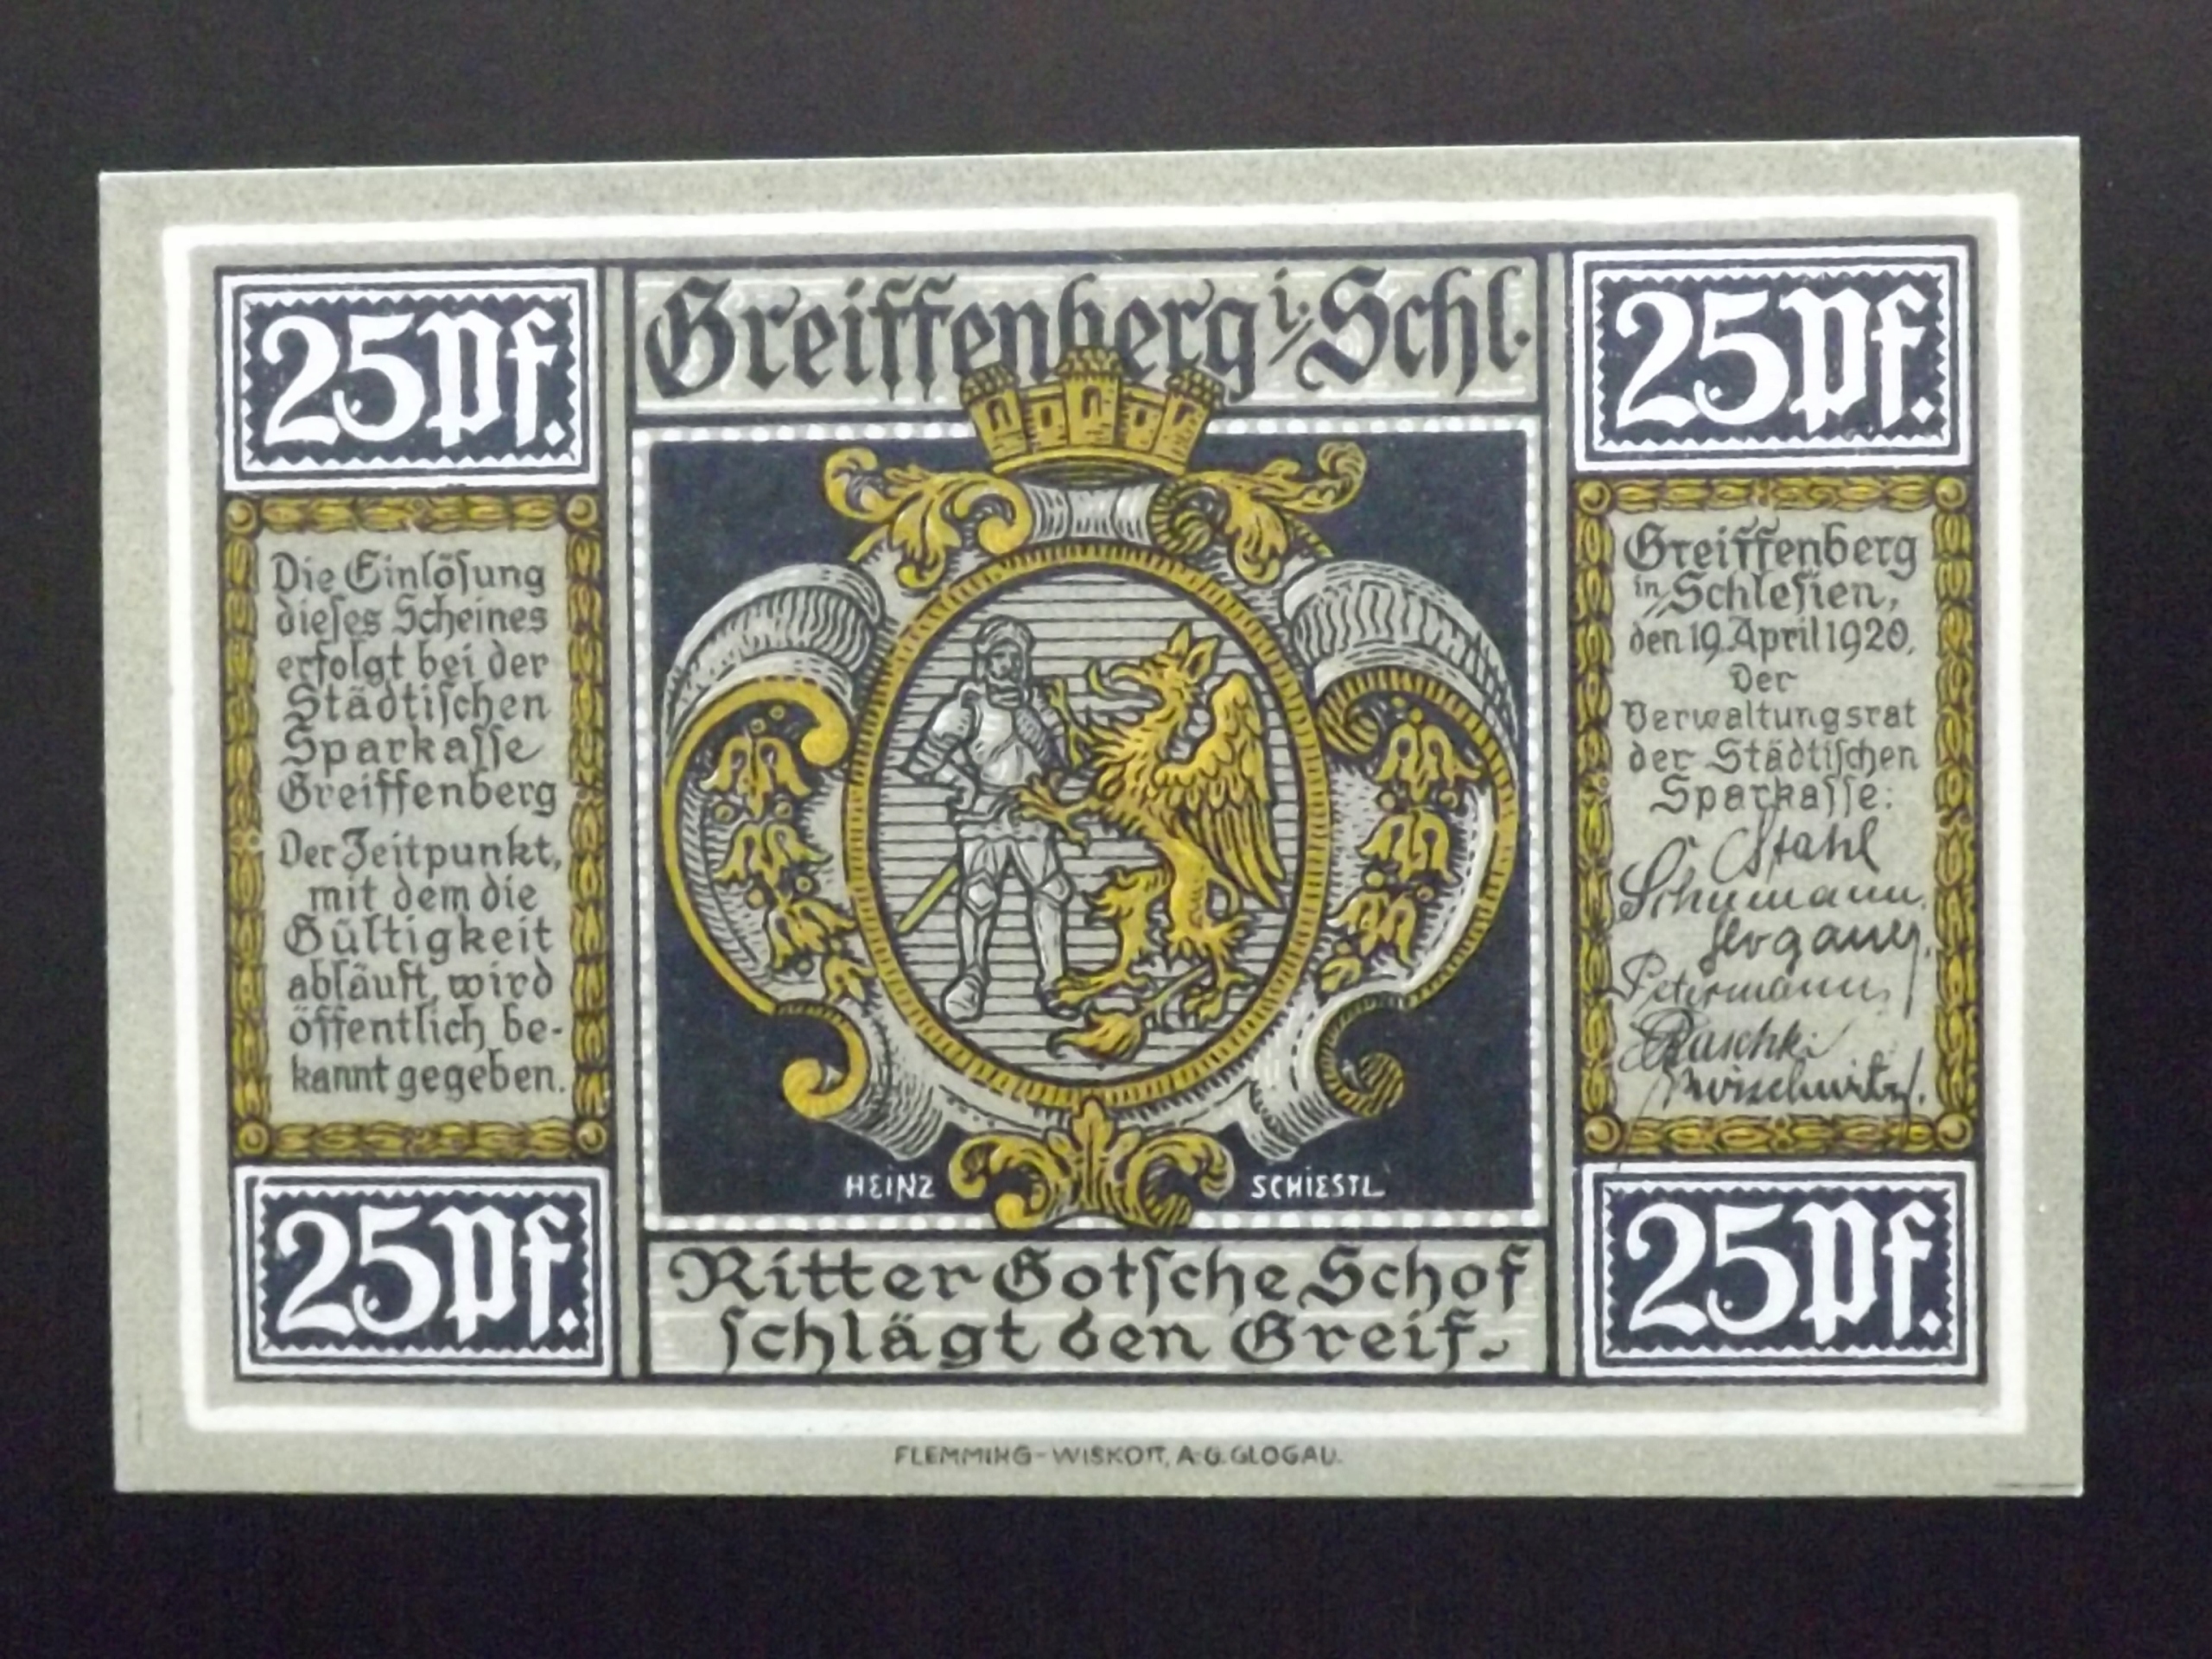 25 Pf.
Greiffenberg i/Schl.
25 Pf.
Die Einlöſung
dieſes Scheines
erfolgt bei der
Städtiſchen
Sparkaſſe
Greiffenberg
Der Zeitpunkt,
mit dem die
Gültigkeit
abläuft, wird
öffentlich be-
kannt gegeben.
Greiffenberg
in Schleſien,
den 19. April 1920.
Der
Verwaltungsrat
der Städtiſchen
Sparkaſſe:
Stahl
Schumann.
Petermann
HEINZ SCHIESTL
25 Pf.
Ritter Gotſche Schof
ſchlägt den Greif.
25 Pf.
FLEMMING-WISKOTT, A-G. GLOGAU.